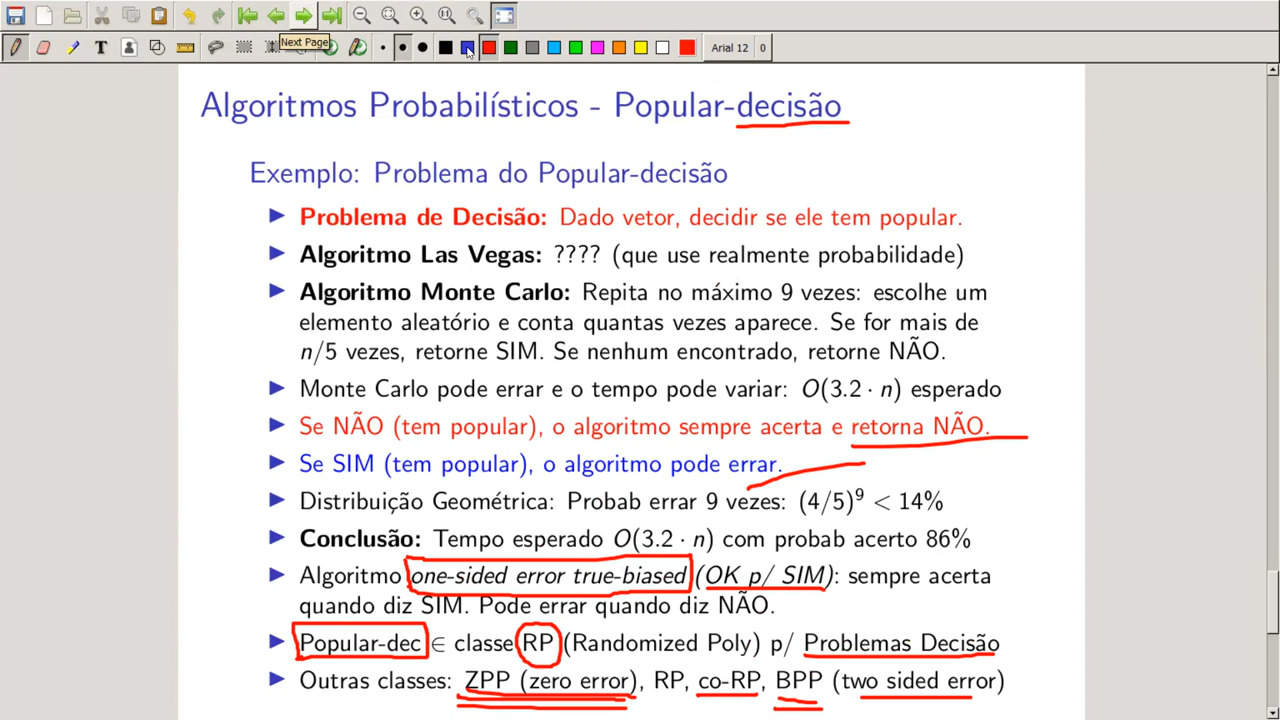 T
Next Page
Arial 12
0
Algoritmos Probabilísticos - Popular-decisão
Exemplo: Problema do Popular-decisão
Problema de Decisão: Dado vetor, decidir se ele tem popular.
Algoritmo Las Vegas: ???? (que use realmente probabilidade)
Algoritmo Monte Carlo: Repita no máximo 9 vezes: escolhe um
elemento aleatório e conta quantas vezes aparece. Se for mais de
n/5 vezes, retorne SIM. Se nenhum encontrado, retorne NÃO.
Monte Carlo pode errar e o tempo pode variar: O(3.2 · n) esperado
Se NÃO (tem popular), o algoritmo sempre acerta e retorna NÃO.
Se SIM (tem popular), o algoritmo pode errar.
Distribuição Geométrica: Probab errar 9 vezes: (4/5)⁹ < 14%
Conclusão: Tempo esperado O(3.2 · n) com probab acerto 86%
Algoritmo one-sided error true-biased (OK p/ SIM): sempre acerta
quando diz SIM. Pode errar quando diz NÃO.
Popular-dec ∈ classe RP (Randomized Poly) p/ Problemas Decisão
Outras classes: ZPP (zero error), RP, co-RP, BPP (two sided error)